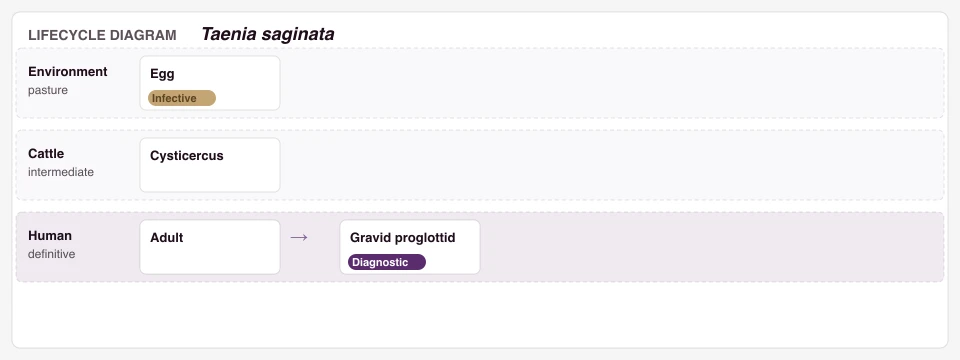 LIFECYCLE DIAGRAM Taenia saginata
Environment
pasture
Egg
Infective
Cattle
intermediate
Cysticercus
Human
definitive
Adult
→
Gravid proglottid
Diagnostic